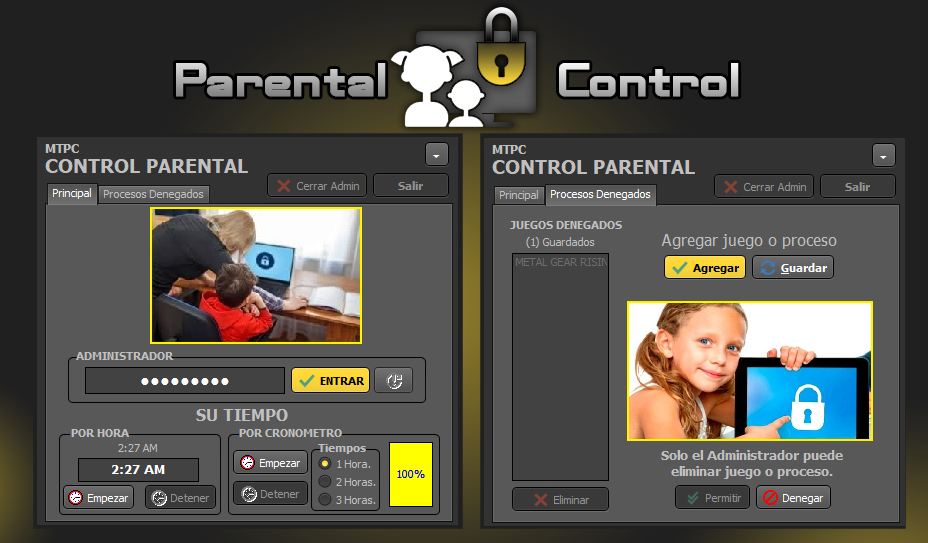 Parental Control
MTPC
CONTROL PARENTAL
Cerrar Admin
Salir
Principal
Procesos Denegados
ADMINISTRADOR
ENTRAR
SU TIEMPO
POR HORA
2:27 AM
2:27 AM
Empezar
Detener
POR CRONOMETRO
Empezar
Detener
Tiempos
1 Hora.
2 Horas.
3 Horas.
100%
MTPC
CONTROL PARENTAL
Cerrar Admin
Salir
Principal
Procesos Denegados
JUEGOS DENEGADOS
(1) Guardados
METAL GEAR RISIN
Eliminar
Agregar juego o proceso
Agregar
Guardar
Solo el Administrador puede
eliminar juego o proceso.
Permitir
Denegar